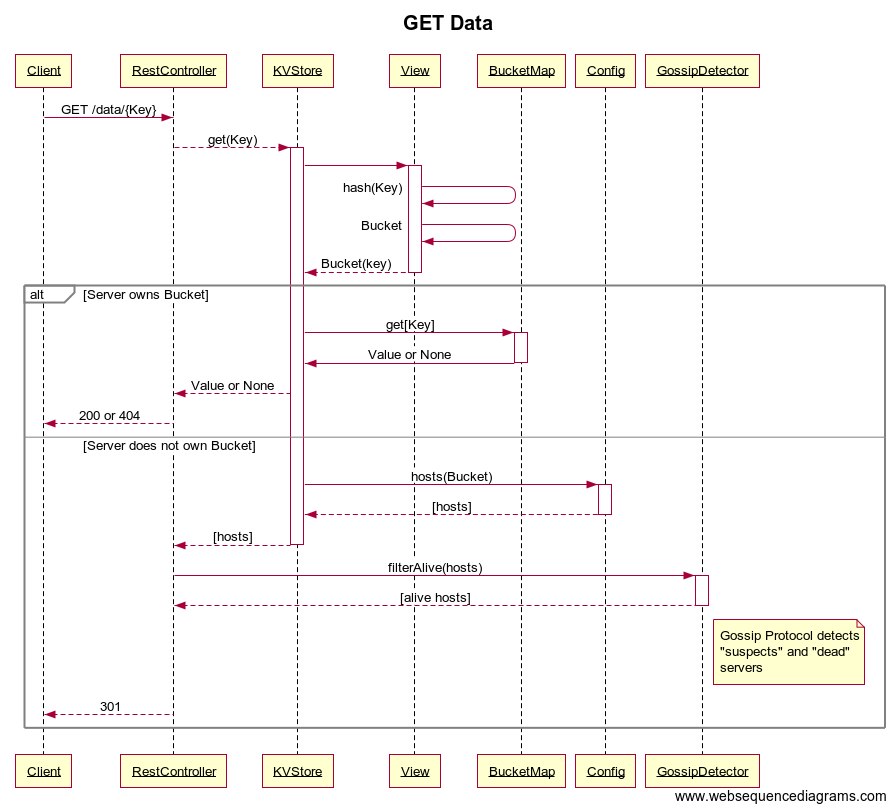 GET Data
Client
RestController
KVStore
View
BucketMap
Config
GossipDetector
GET /data/{Key}
get(Key)
hash(Key)
Bucket
Bucket(key)
alt
[Server owns Bucket]
get[Key]
Value or None
Value or None
200 or 404
[Server does not own Bucket]
hosts(Bucket)
[hosts]
[hosts]
filterAlive(hosts)
[alive hosts]
Gossip Protocol detects
"suspects" and "dead"
servers
301
Client
RestController
KVStore
View
BucketMap
Config
GossipDetector
www.websequencediagrams.com